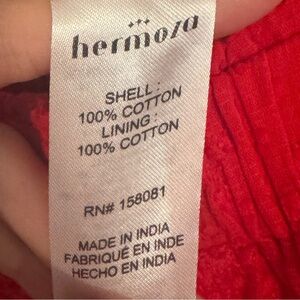 hermoza
SHELL :
100% COTTON
LINING :
100% COTTON
RN# 158081
MADE IN INDIA
FABRIQUÉ EN INDE
HECHO EN INDIA